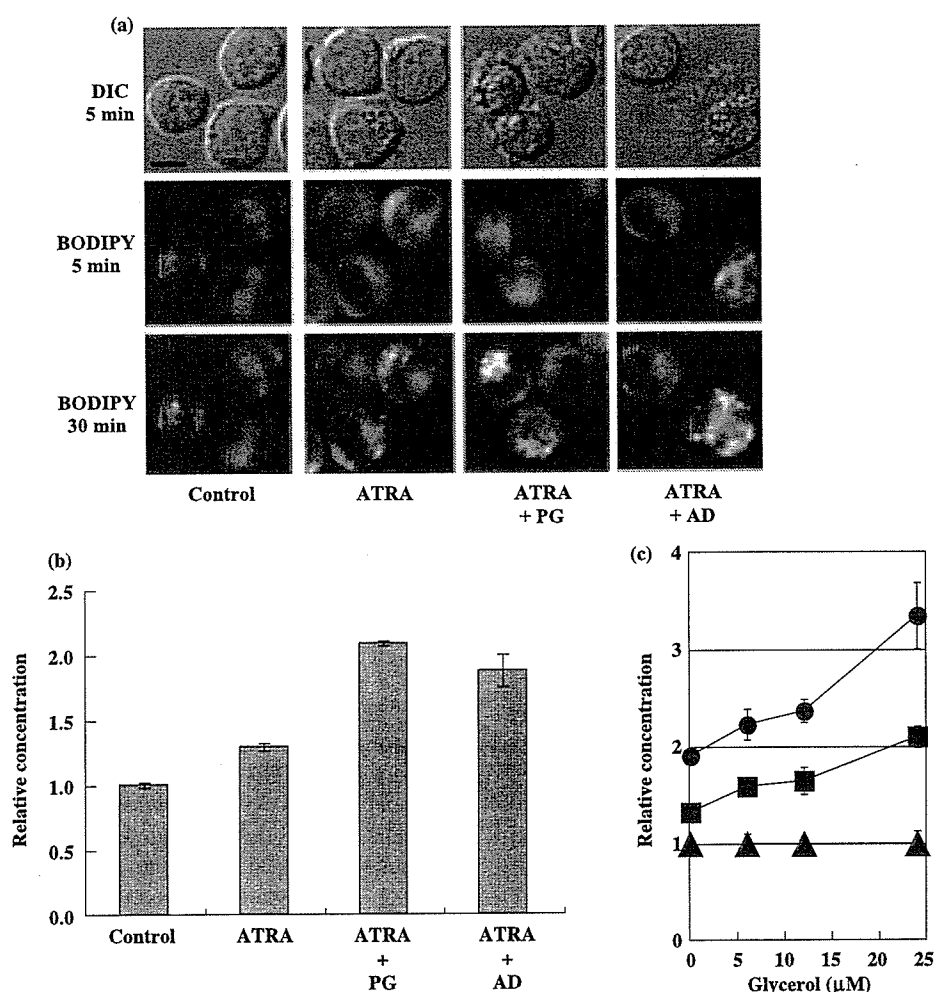 (a)
DIC
5 min
BODIPY
5 min
BODIPY
30 min
Control
ATRA
ATRA
+ PG
ATRA
+ AD
(b)
Relative concentration
2.5
2.0
1.5
1.0
0.5
0.0
Control
ATRA
ATRA
+
PG
ATRA
+
AD
(c)
Relative concentration
4
3
2
1
0
0
5
10
15
20
25
Glycerol (µM)